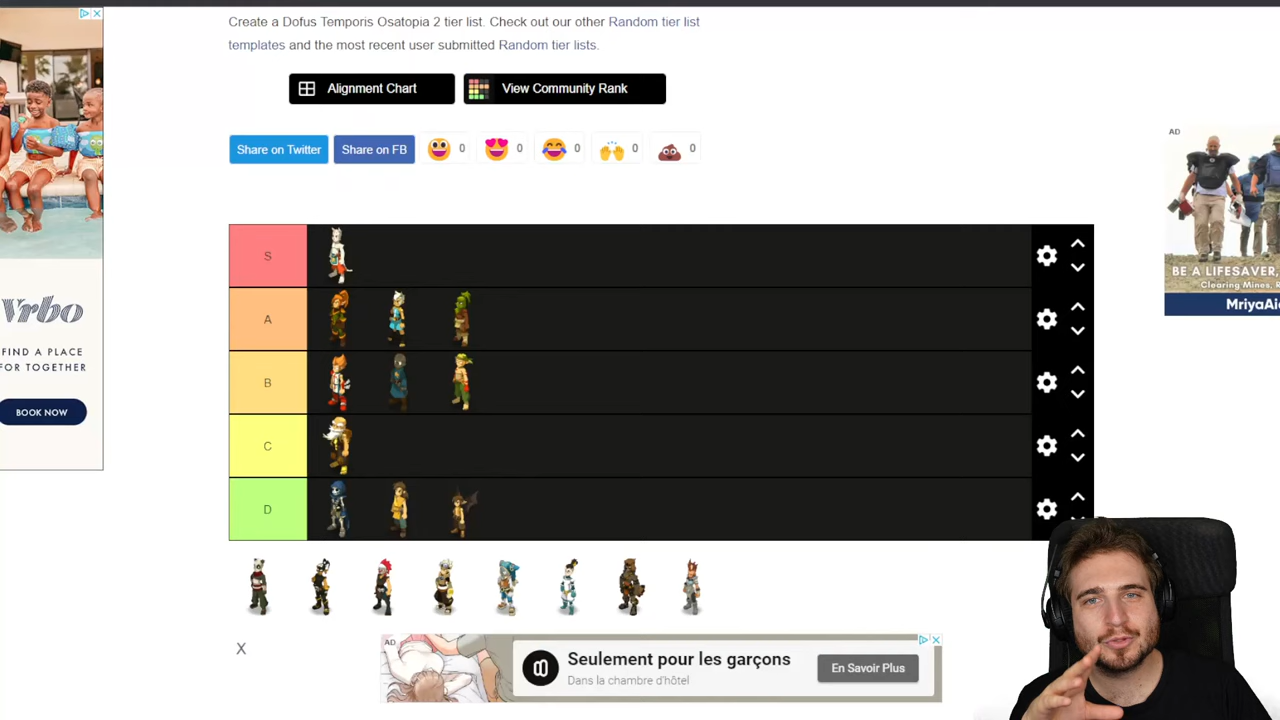 Create a Dofus Temporis Osatopia 2 tier list. Check out our other Random tier list
templates and the most recent user submitted Random tier lists.
Alignment Chart
View Community Rank
Share on Twitter
Share on FB
0
0
0
0
0
AD
BE A LIFESAVER,
Clearing Mines, R
MriyaAi
Vrbo
FIND A PLACE
FOR TOGETHER
BOOK NOW
S
A
B
C
D
X
AD
Seulement pour les garçons
Dans la chambre d'hôtel
En Savoir Plus